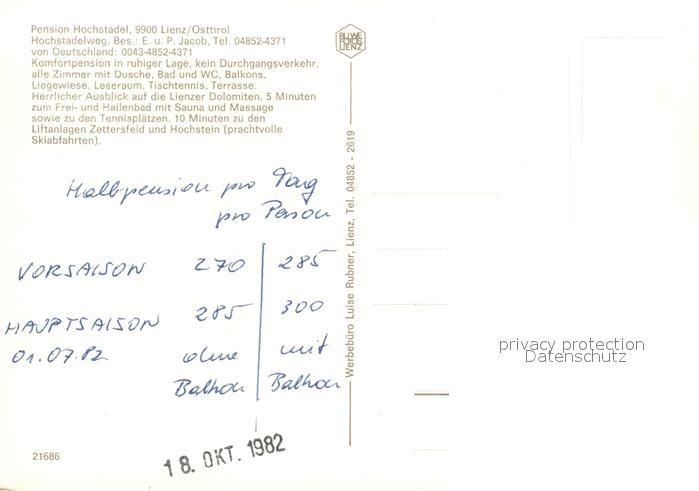 Pension Hochstadel, 9900 Lienz/Osttirol
Hochstadelweg, Bes.: E. u. P. Jacob, Tel. 04852-4371
von Deutschland: 0043-4852-4371
Komfortpension in ruhiger Lage, kein Durchgangsverkehr,
alle Zimmer mit Dusche, Bad und WC, Balkons,
Liegewiese, Leseraum, Tischtennis, Terrasse.
Herrlicher Ausblick auf die Lienzer Dolomiten, 5 Minuten
zum Frei- und Hallenbad mit Sauna und Massage
sowie zu den Tennisplätzen. 10 Minuten zu den
Liftanlagen Zettersfeld und Hochstein (prachtvolle
Skiabfahrten).
Halbpension pro Tag
pro Person
VORSAISON 270 285
HAUPTSAISON 285 300
01.07.82 ohne mit
Balkon Balkon
18. OKT. 1982
21686
Werbebüro Luise Rubner, Lienz, Tel. 04852 - 2619
LIENZ
privacy protection
Datenschutz